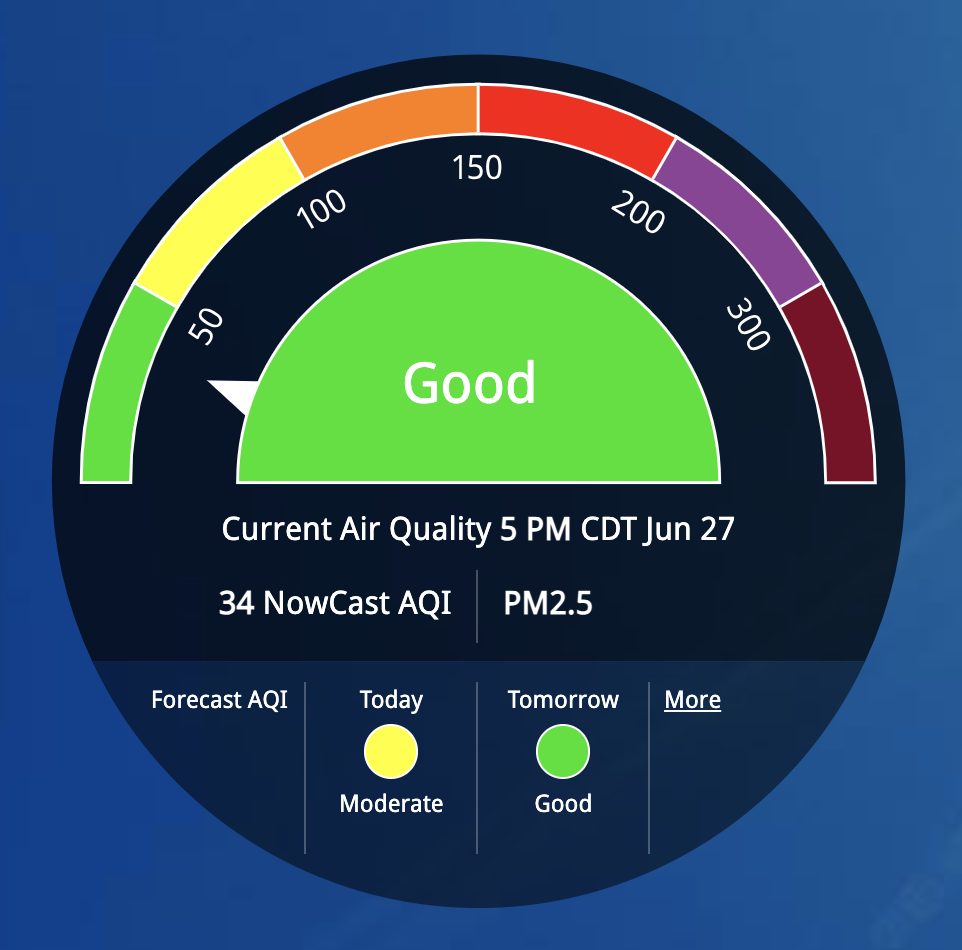 150
100
200
50
300
Good
Current Air Quality 5 PM CDT Jun 27
34 NowCast AQI PM2.5
Forecast AQI Today Tomorrow More
Moderate Good